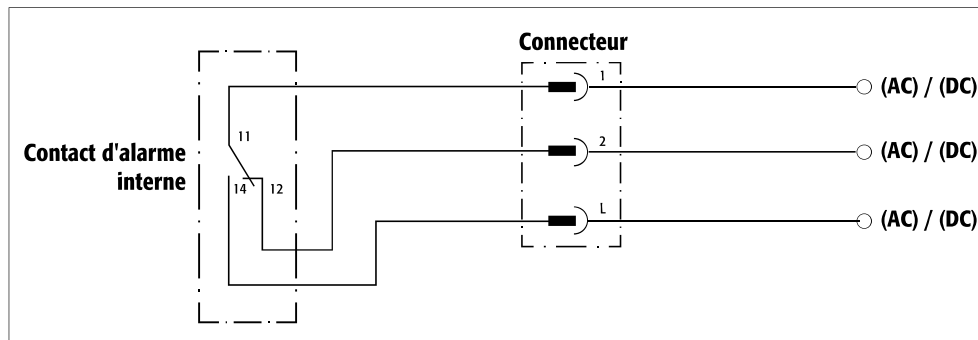 Connecteur
1
(AC) / (DC)
11
Contact d'alarme
interne
2
(AC) / (DC)
14
12
L
(AC) / (DC)